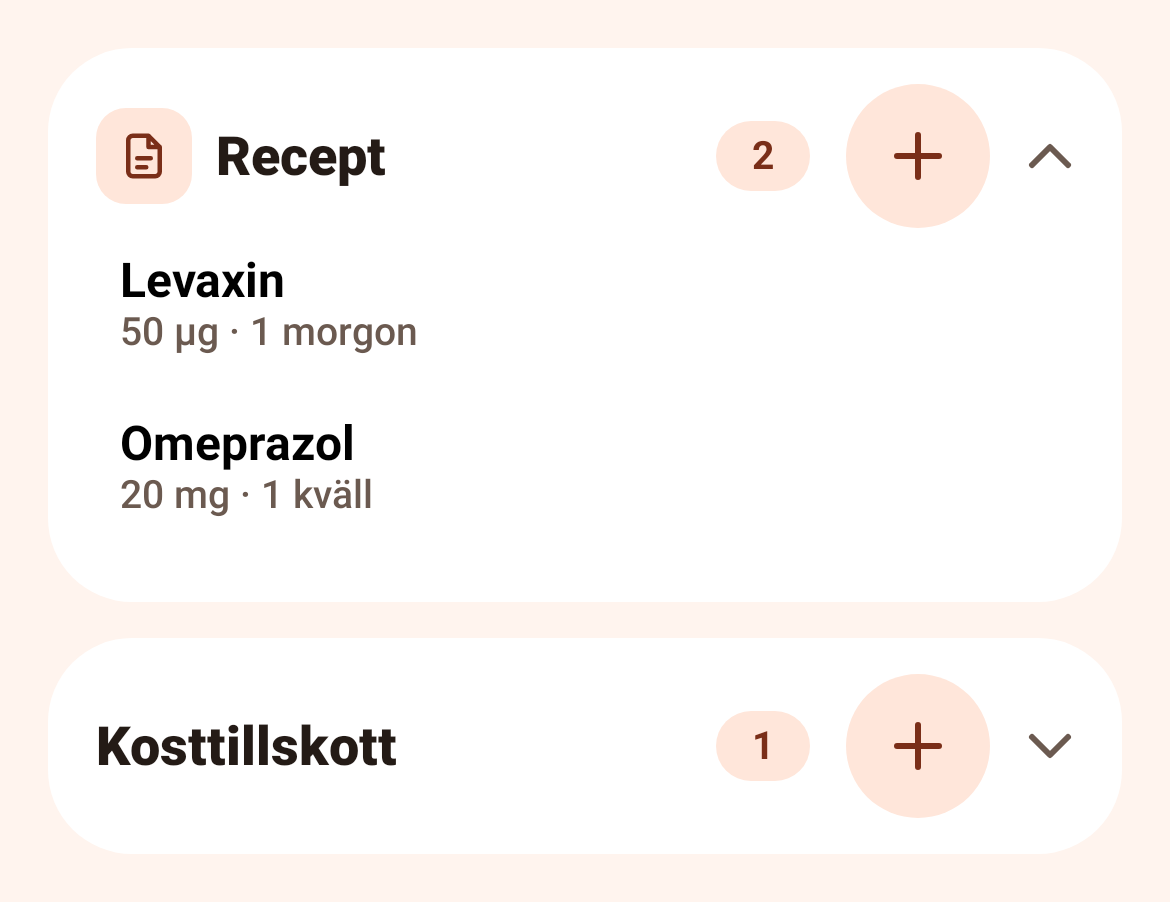 Recept 2
Levaxin
50 µg · 1 morgon
Omeprazol
20 mg · 1 kväll
Kosttillskott 1